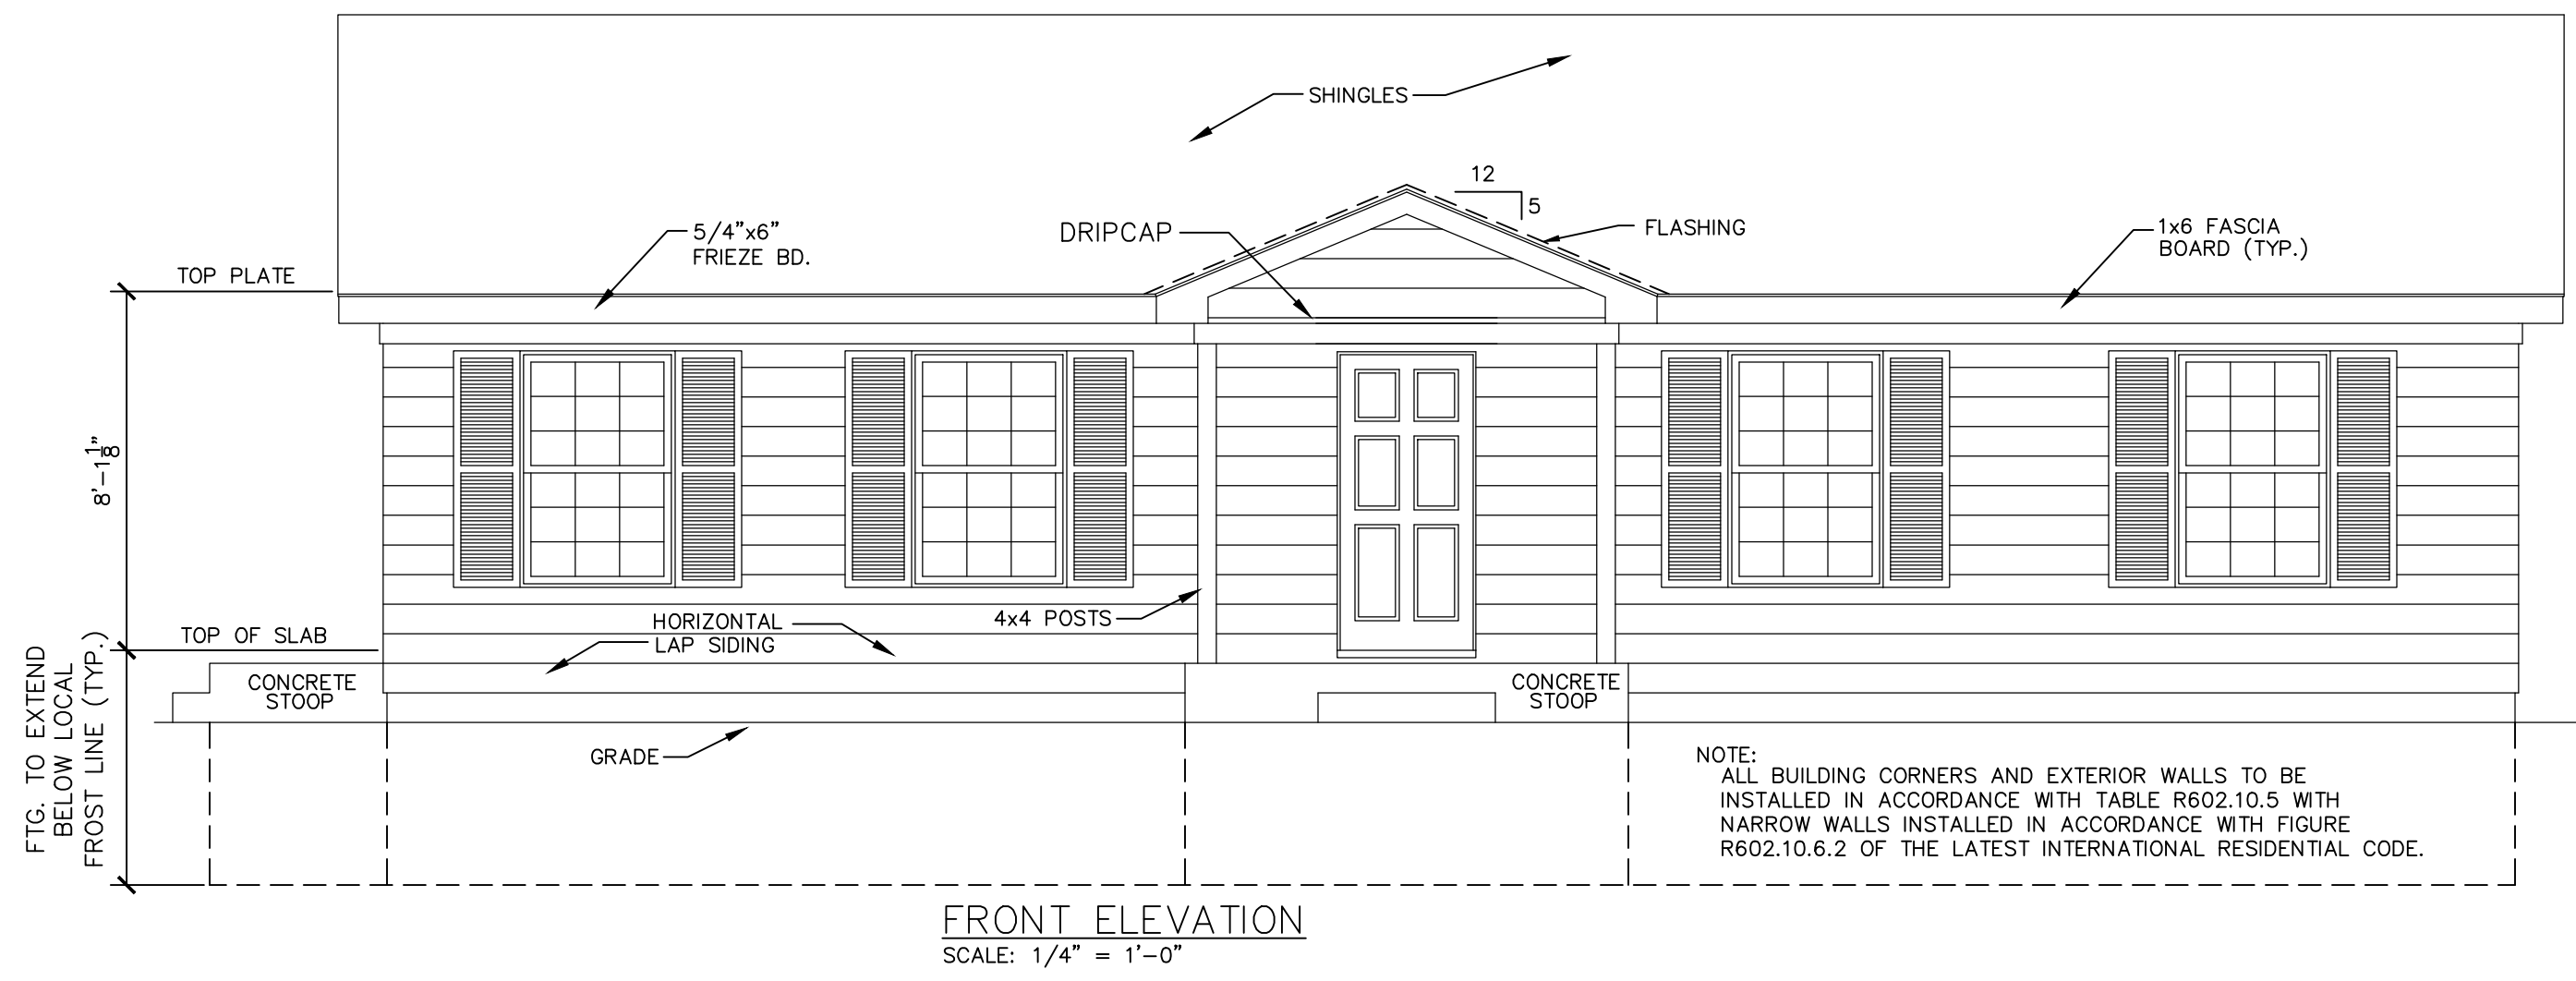 SHINGLES
12
5
5/4"x6"
FRIEZE BD.
DRIPCAP
FLASHING
1x6 FASCIA
BOARD (TYP.)
TOP PLATE
8'-1 1/8"
TOP OF SLAB
HORIZONTAL
LAP SIDING
4x4 POSTS
CONCRETE
STOOP
CONCRETE
STOOP
FTG. TO EXTEND
BELOW LOCAL
FROST LINE (TYP.)
GRADE
NOTE:
ALL BUILDING CORNERS AND EXTERIOR WALLS TO BE
INSTALLED IN ACCORDANCE WITH TABLE R602.10.5 WITH
NARROW WALLS INSTALLED IN ACCORDANCE WITH FIGURE
R602.10.6.2 OF THE LATEST INTERNATIONAL RESIDENTIAL CODE.
FRONT ELEVATION
SCALE: 1/4" = 1'-0"